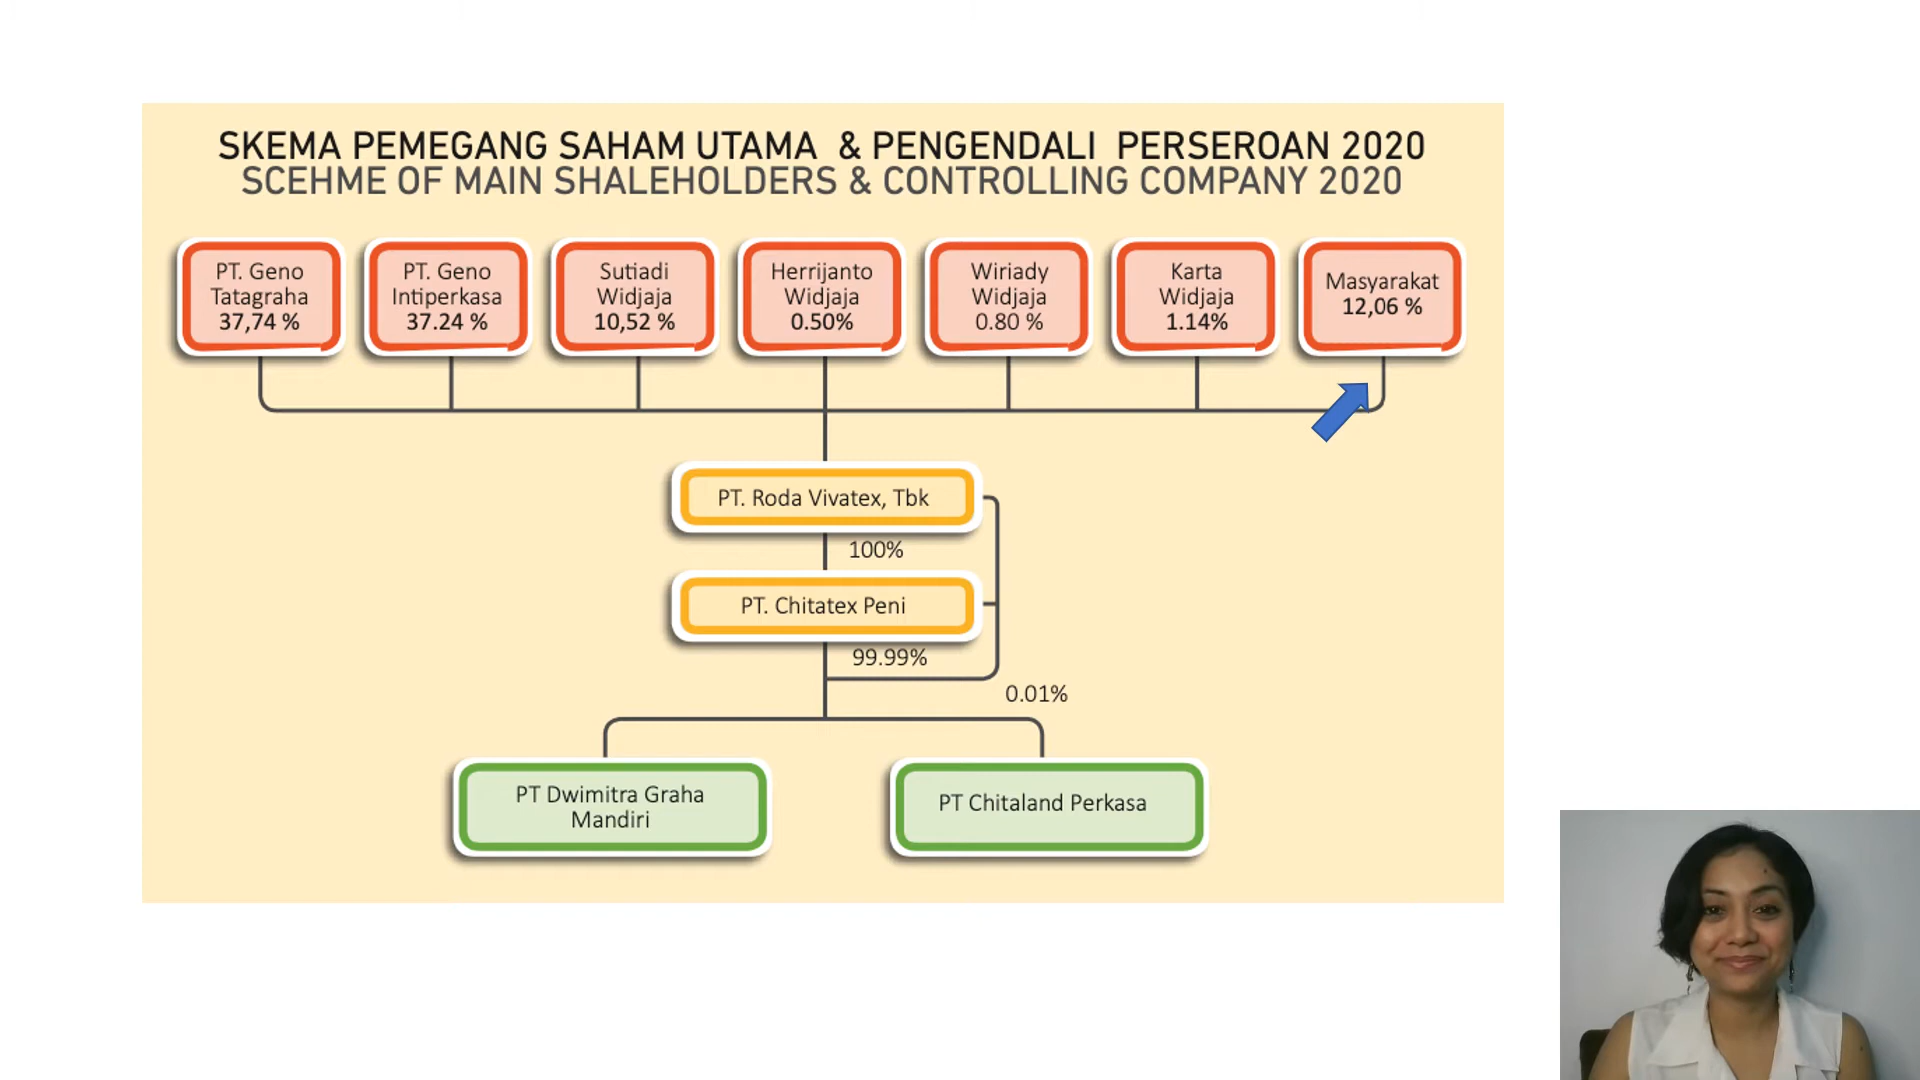 SKEMA PEMEGANG SAHAM UTAMA & PENGENDALI PERSEROAN 2020
SCEHME OF MAIN SHALEHOLDERS & CONTROLLING COMPANY 2020
PT. Geno
Tatagraha
37,74 %
PT. Geno
Intiperkasa
37.24 %
Sutiadi
Widjaja
10,52 %
Herrijanto
Widjaja
0.50%
Wiriady
Widjaja
0.80 %
Karta
Widjaja
1.14%
Masyarakat
12,06 %
PT. Roda Vivatex, Tbk
100%
PT. Chitatex Peni
99.99%
0.01%
PT Dwimitra Graha
Mandiri
PT Chitaland Perkasa